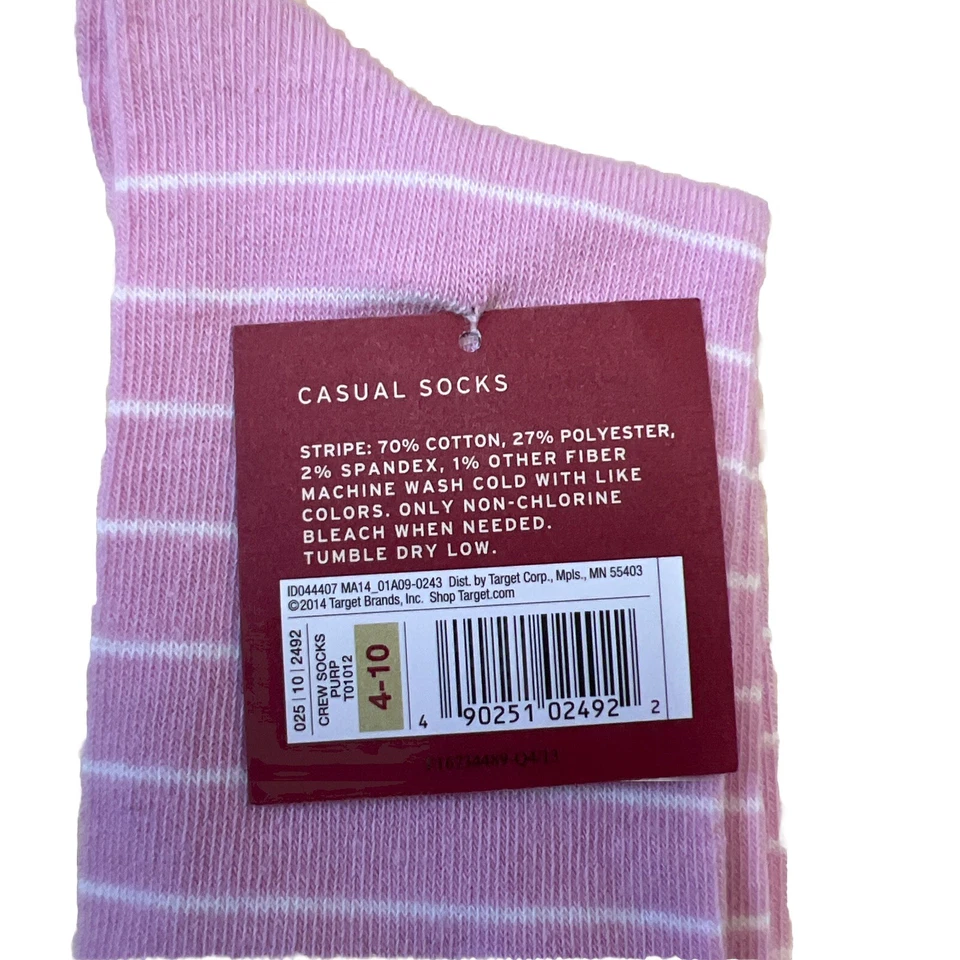 CASUAL SOCKS
STRIPE: 70% COTTON, 27% POLYESTER,
2% SPANDEX, 1% OTHER FIBER
MACHINE WASH COLD WITH LIKE
COLORS. ONLY NON-CHLORINE
BLEACH WHEN NEEDED.
TUMBLE DRY LOW.
ID044407 MA14_01A09-0243 Dist. by Target Corp., Mpls., MN 55403
©2014 Target Brands, Inc. Shop Target.com
025 | 10 | 2492
CREW SOCKS
PURP
T01012
4-10
4 90251 02492 2